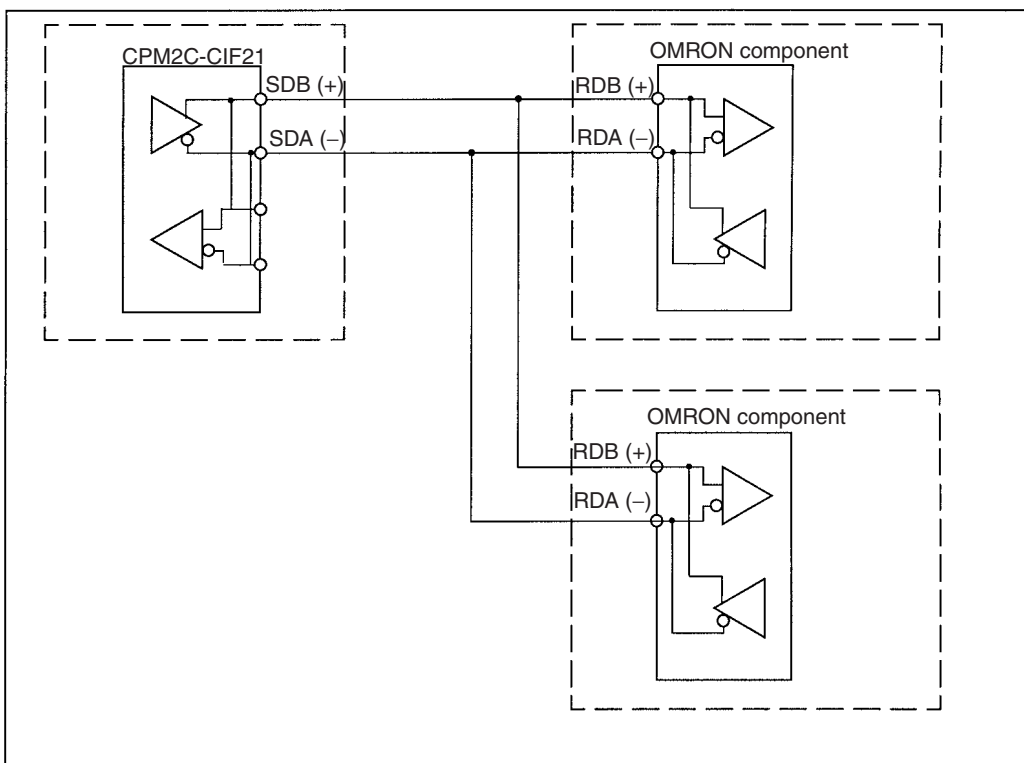 CPM2C-CIF21
SDB (+)
SDA (−)
OMRON component
RDB (+)
RDA (−)
OMRON component
RDB (+)
RDA (−)